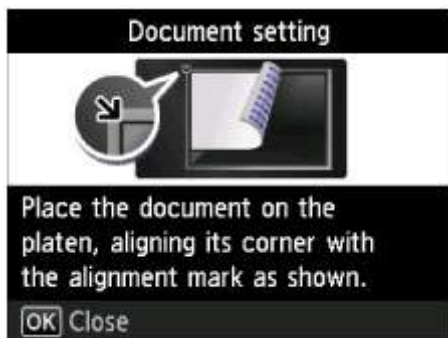 Document setting
Place the document on the
platen, aligning its corner with
the alignment mark as shown.
OK Close